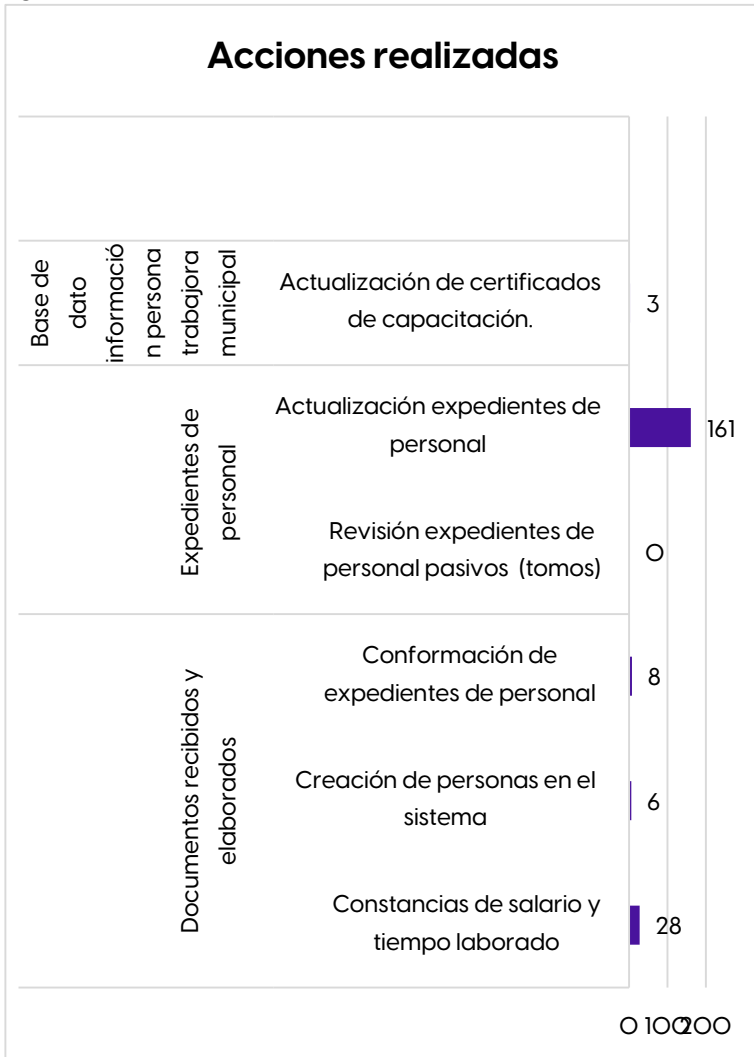 Acciones realizadas
Base de
dato
informació
n persona
trabajora
municipal
Actualización de certificados
de capacitación.
3
Expedientes de
personal
Actualización expedientes de
personal
161
Revisión expedientes de
personal pasivos (tomos)
0
Documentos recibidos y
elaborados
Conformación de
expedientes de personal
8
Creación de personas en el
sistema
6
Constancias de salario y
tiempo laborado
28
0 100 200